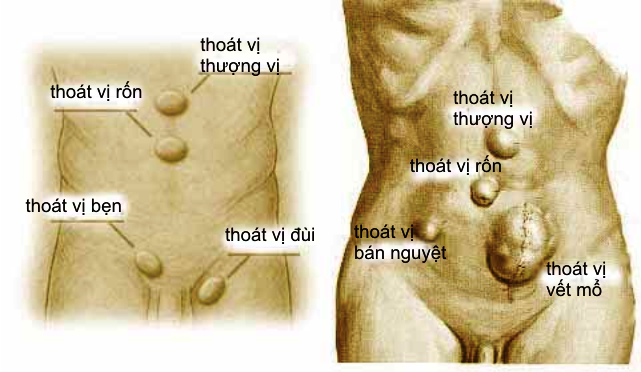 thoát vị
thượng vị
thoát vị rốn
thoát vị bẹn
thoát vị đùi
thoát vị
thượng vị
thoát vị rốn
thoát vị
bán nguyệt
thoát vị
vết mổ